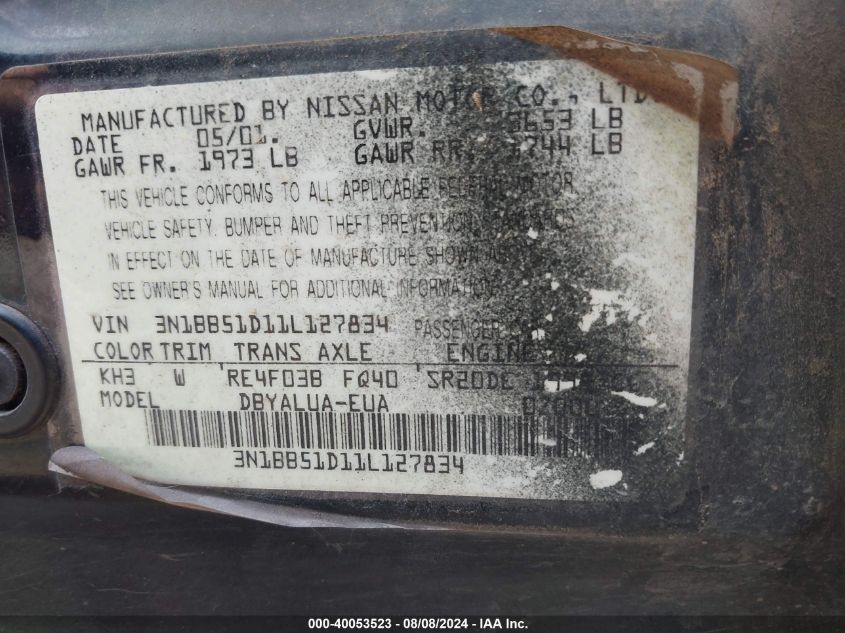 MANUFACTURED BY NISSAN MOTOR CO., LTD.
DATE 05/01. GVWR. 3653 LB
GAWR FR. 1973 LB GAWR RR. 1744 LB
THIS VEHICLE CONFORMS TO ALL APPLICABLE FEDERAL MOTOR
VEHICLE SAFETY, BUMPER AND THEFT PREVENTION STANDARDS
IN EFFECT ON THE DATE OF MANUFACTURE SHOWN ABOVE.
SEE OWNER'S MANUAL FOR ADDITIONAL INFORMATION.
VIN 3N1BB51D11L127834 PASSENGER CAR
COLOR TRIM TRANS AXLE ENGINE
KH3 W 'RE4F03B FQ40 'SR20DE
MODEL DBYALUA-EUA
3N1BB51D11L127834
000-40053523 - 08/08/2024 - © IAA Holdings, LLC.